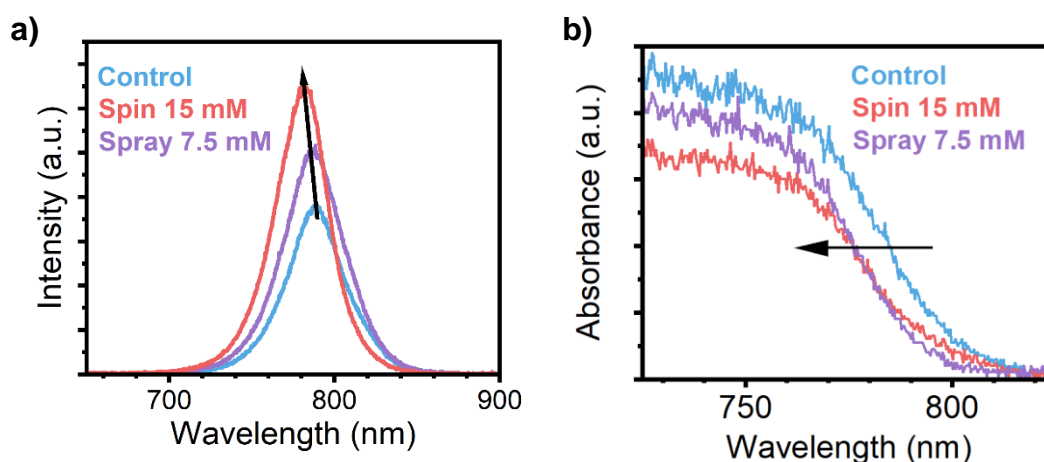 a)
Control
Spin 15 mM
Spray 7.5 mM
Intensity (a.u.)
700
800
900
Wavelength (nm)
b)
Control
Spin 15 mM
Spray 7.5 mM
Absorbance (a.u.)
750
800
Wavelength (nm)